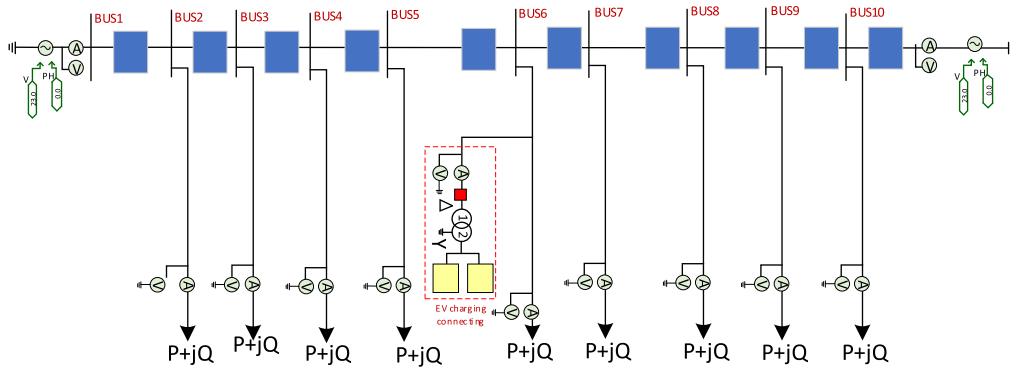 BUS1
BUS2
BUS3
BUS4
BUS5
BUS6
BUS7
BUS8
BUS9
BUS10
A
V
V
PH
23.0
0.0
A
V
V
PH
23.0
0.0
V
A
1
2
Y
EV charging
connecting
V
A
V
A
V
A
V
A
V
A
V
A
V
A
V
A
V
A
P+jQ
P+jQ
P+jQ
P+jQ
P+jQ
P+jQ
P+jQ
P+jQ
P+jQ